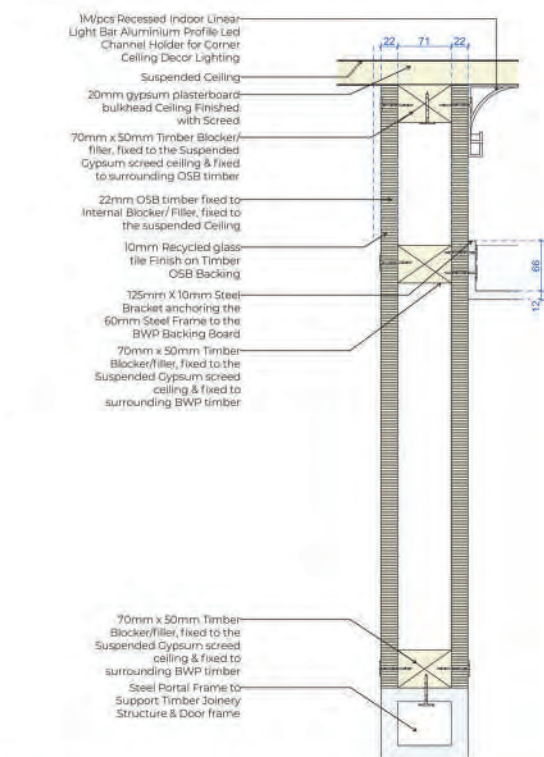 1M/pcs Recessed Indoor Linear
Light Bar Aluminium Profile Led
Channel Holder for Corner
Ceiling Decor Lighting
Suspended Ceiling
20mm gypsum plasterboard
bulkhead Ceiling Finished
with Screed
70mm x 50mm Timber Blocker/
filler, fixed to the Suspended
Gypsum screed ceiling & fixed
to surrounding OSB timber
22mm OSB timber fixed to
Internal Blocker/ Filler, fixed to
the suspended Ceiling
10mm Recycled glass
tile Finish on Timber
OSB Backing
125mm X 10mm Steel
Bracket anchoring the
60mm Steel Frame to the
BWP Backing Board
70mm x 50mm Timber
Blocker/filler, fixed to the
Suspended Gypsum screed
ceiling & fixed to
surrounding BWP timber
70mm x 50mm Timber
Blocker/filler, fixed to the
Suspended Gypsum screed
ceiling & fixed to
surrounding BWP timber
Steel Portal Frame to
Support Timber Joinery
Structure & Door frame
22 71 22
66
12